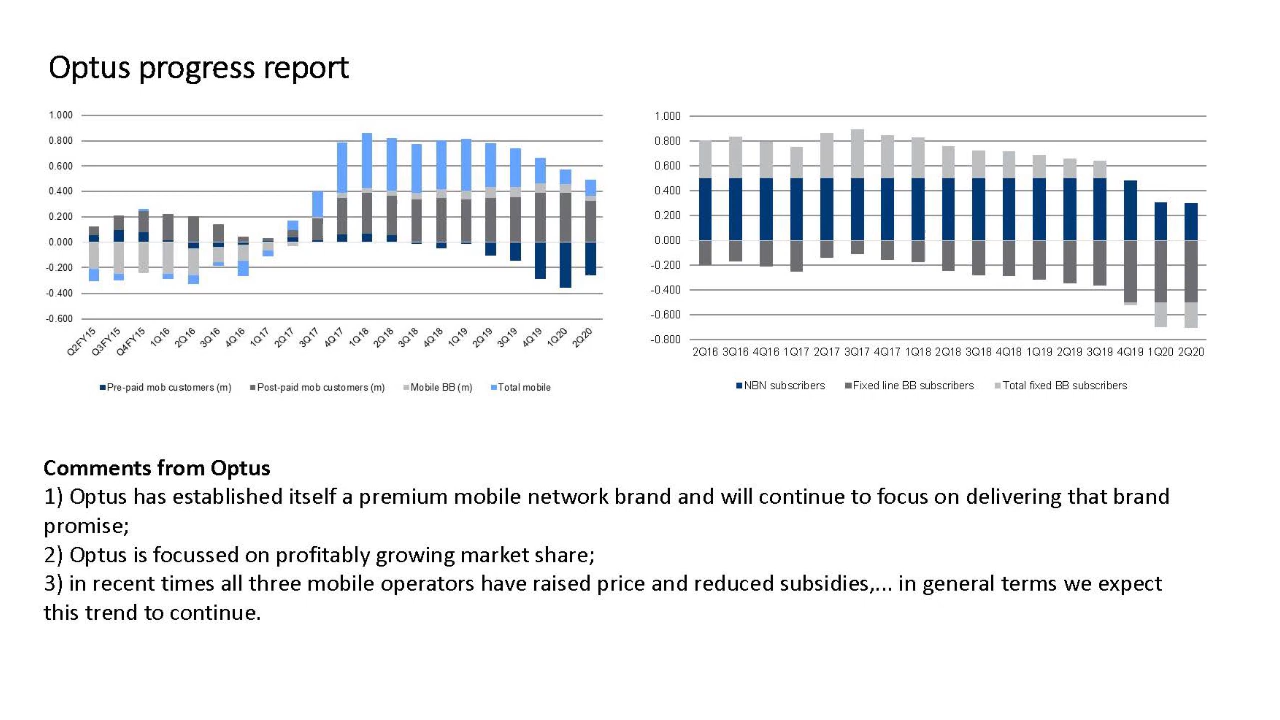 Optus progress report
1.000
0.800
0.600
0.400
0.200
0.000
-0.200
-0.400
-0.600
Q2FY15 Q3FY15 Q4FY15 1Q16 2Q16 3Q16 4Q16 1Q17 2Q17 3Q17 4Q17 1Q18 2Q18 3Q18 4Q18 1Q19 2Q19 3Q19 4Q19 1Q20 2Q20
Pre-paid mob customers (m) Post-paid mob customers (m) Mobile BB (m) Total mobile
1.000
0.800
0.600
0.400
0.200
0.000
-0.200
-0.400
-0.600
-0.800
2Q16 3Q16 4Q16 1Q17 2Q17 3Q17 4Q17 1Q18 2Q18 3Q18 4Q18 1Q19 2Q19 3Q19 4Q19 1Q20 2Q20
NBN subscribers Fixed line BB subscribers Total fixed BB subscribers
Comments from Optus
1) Optus has established itself a premium mobile network brand and will continue to focus on delivering that brand
promise;
2) Optus is focussed on profitably growing market share;
3) in recent times all three mobile operators have raised price and reduced subsidies,... in general terms we expect
this trend to continue.